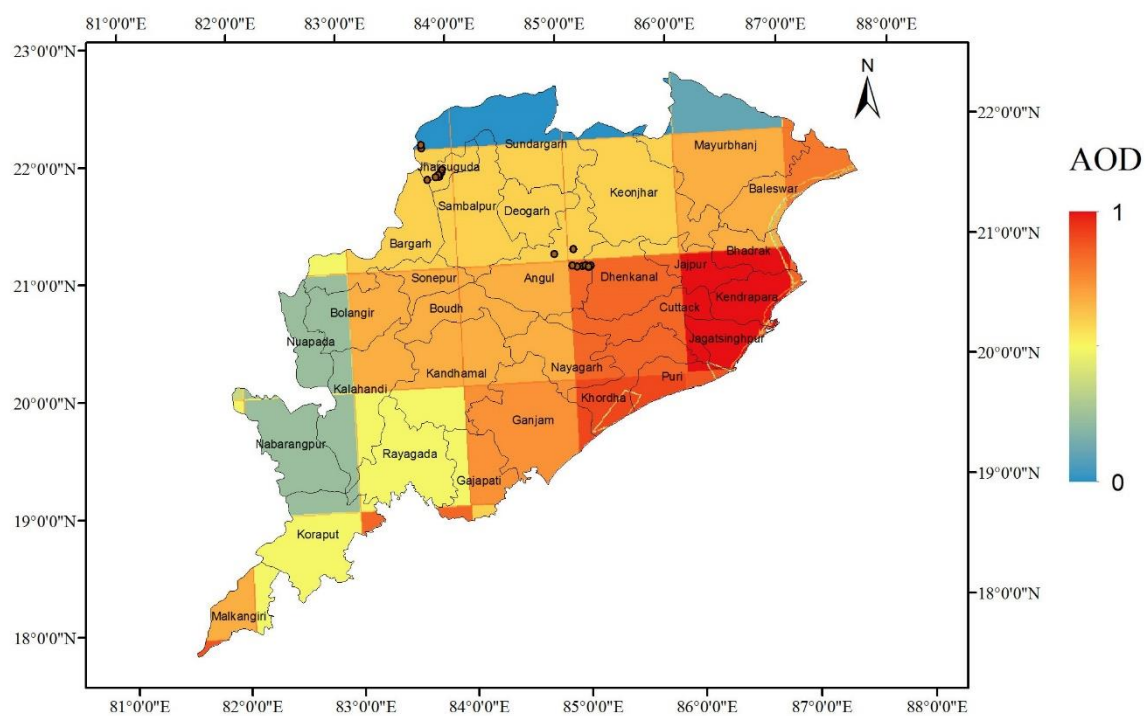 81°0'0"E 82°0'0"E 83°0'0"E 84°0'0"E 85°0'0"E 86°0'0"E 87°0'0"E 88°0'0"E
23°0'0"N
N
22°0'0"N
AOD
Sundargarh
Mayurbhanj
22°0'0"N
Jharsuguda
Baleswar
Keonjhar
Sambalpur
Deogarh
1
21°0'0"N
Bargarh
Bhadrak
Jajpur
Sonepur
Angul
Dhenkanal
21°0'0"N
Kendrapara
Bolangir
Boudh
Cuttack
Nuapada
Jagatsinghpur
20°0'0"N
Nayagarh
Kandhamal
Puri
Kalahandi
Khordha
20°0'0"N
Ganjam
Nabarangpur
Rayagada
19°0'0"N
Gajapati
0
19°0'0"N
Koraput
18°0'0"N
Malkangiri
18°0'0"N
81°0'0"E 82°0'0"E 83°0'0"E 84°0'0"E 85°0'0"E 86°0'0"E 87°0'0"E 88°0'0"E